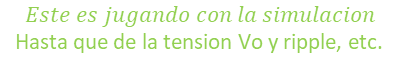 Este es jugando con la simulacion
Hasta que de la tension Vo y ripple, etc.